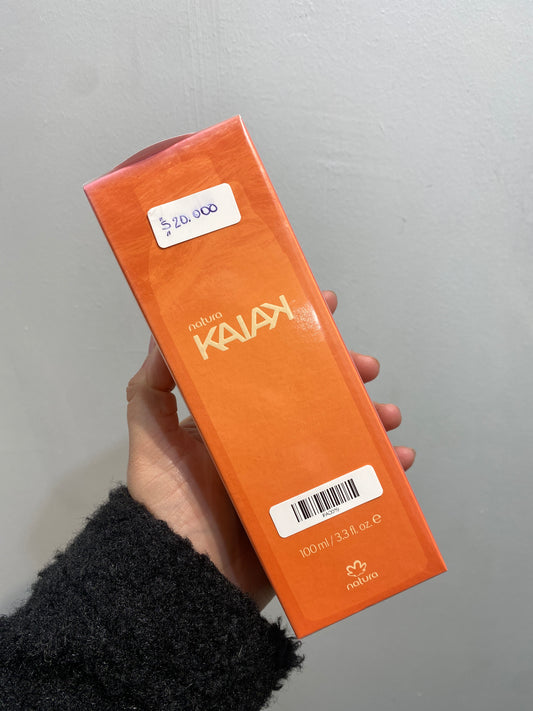 $20.000
natura
KAIAK
100 ml / 3.3 fl. oz. e
natura